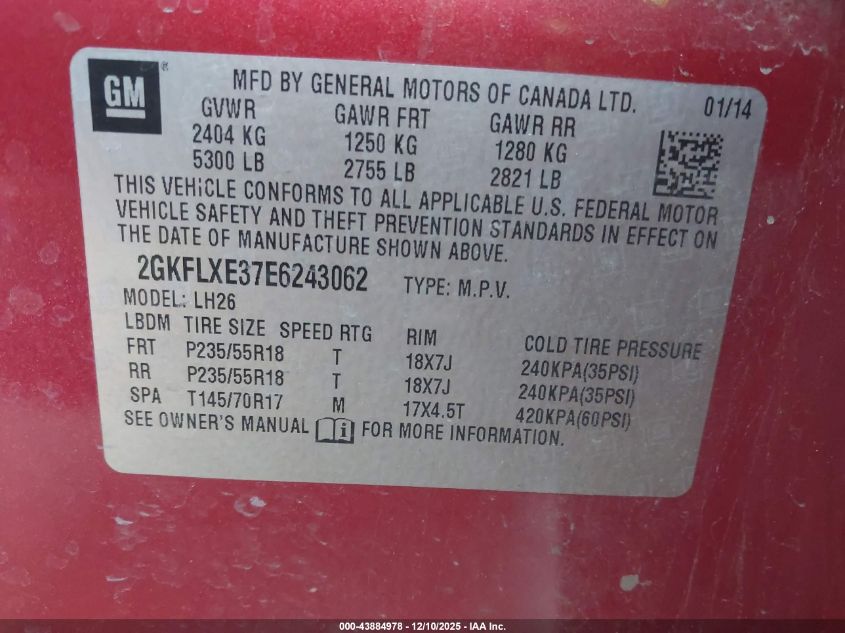 GM ®
MFD BY GENERAL MOTORS OF CANADA LTD. 01/14
GVWR GAWR FRT GAWR RR
2404 KG 1250 KG 1280 KG
5300 LB 2755 LB 2821 LB
THIS VEHICLE CONFORMS TO ALL APPLICABLE U.S. FEDERAL MOTOR
VEHICLE SAFETY AND THEFT PREVENTION STANDARDS IN EFFECT ON
THE DATE OF MANUFACTURE SHOWN ABOVE.
2GKFLXE37E6243062 TYPE: M.P.V.
MODEL: LH26
LBDM TIRE SIZE SPEED RTG RIM COLD TIRE PRESSURE
FRT P235/55R18 T 18X7J 240KPA(35PSI)
RR P235/55R18 T 18X7J 240KPA(35PSI)
SPA T145/70R17 M 17X4.5T 420KPA(60PSI)
SEE OWNER'S MANUAL i FOR MORE INFORMATION.
000-43884978 - 12/10/2025 - IAA Inc.